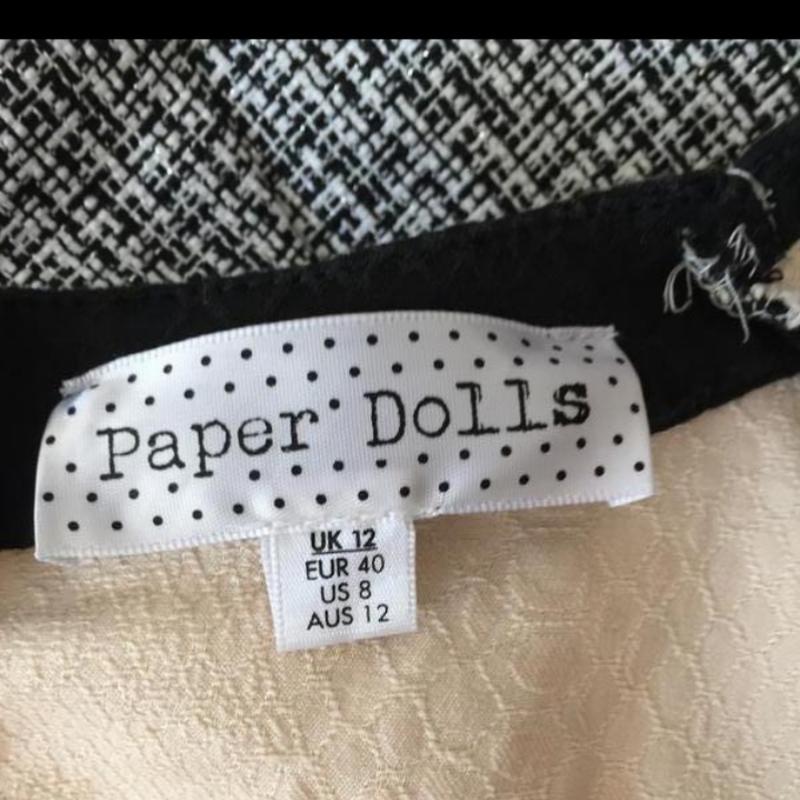 Paper Dolls
UK 12
EUR 40
US 8
AUS 12